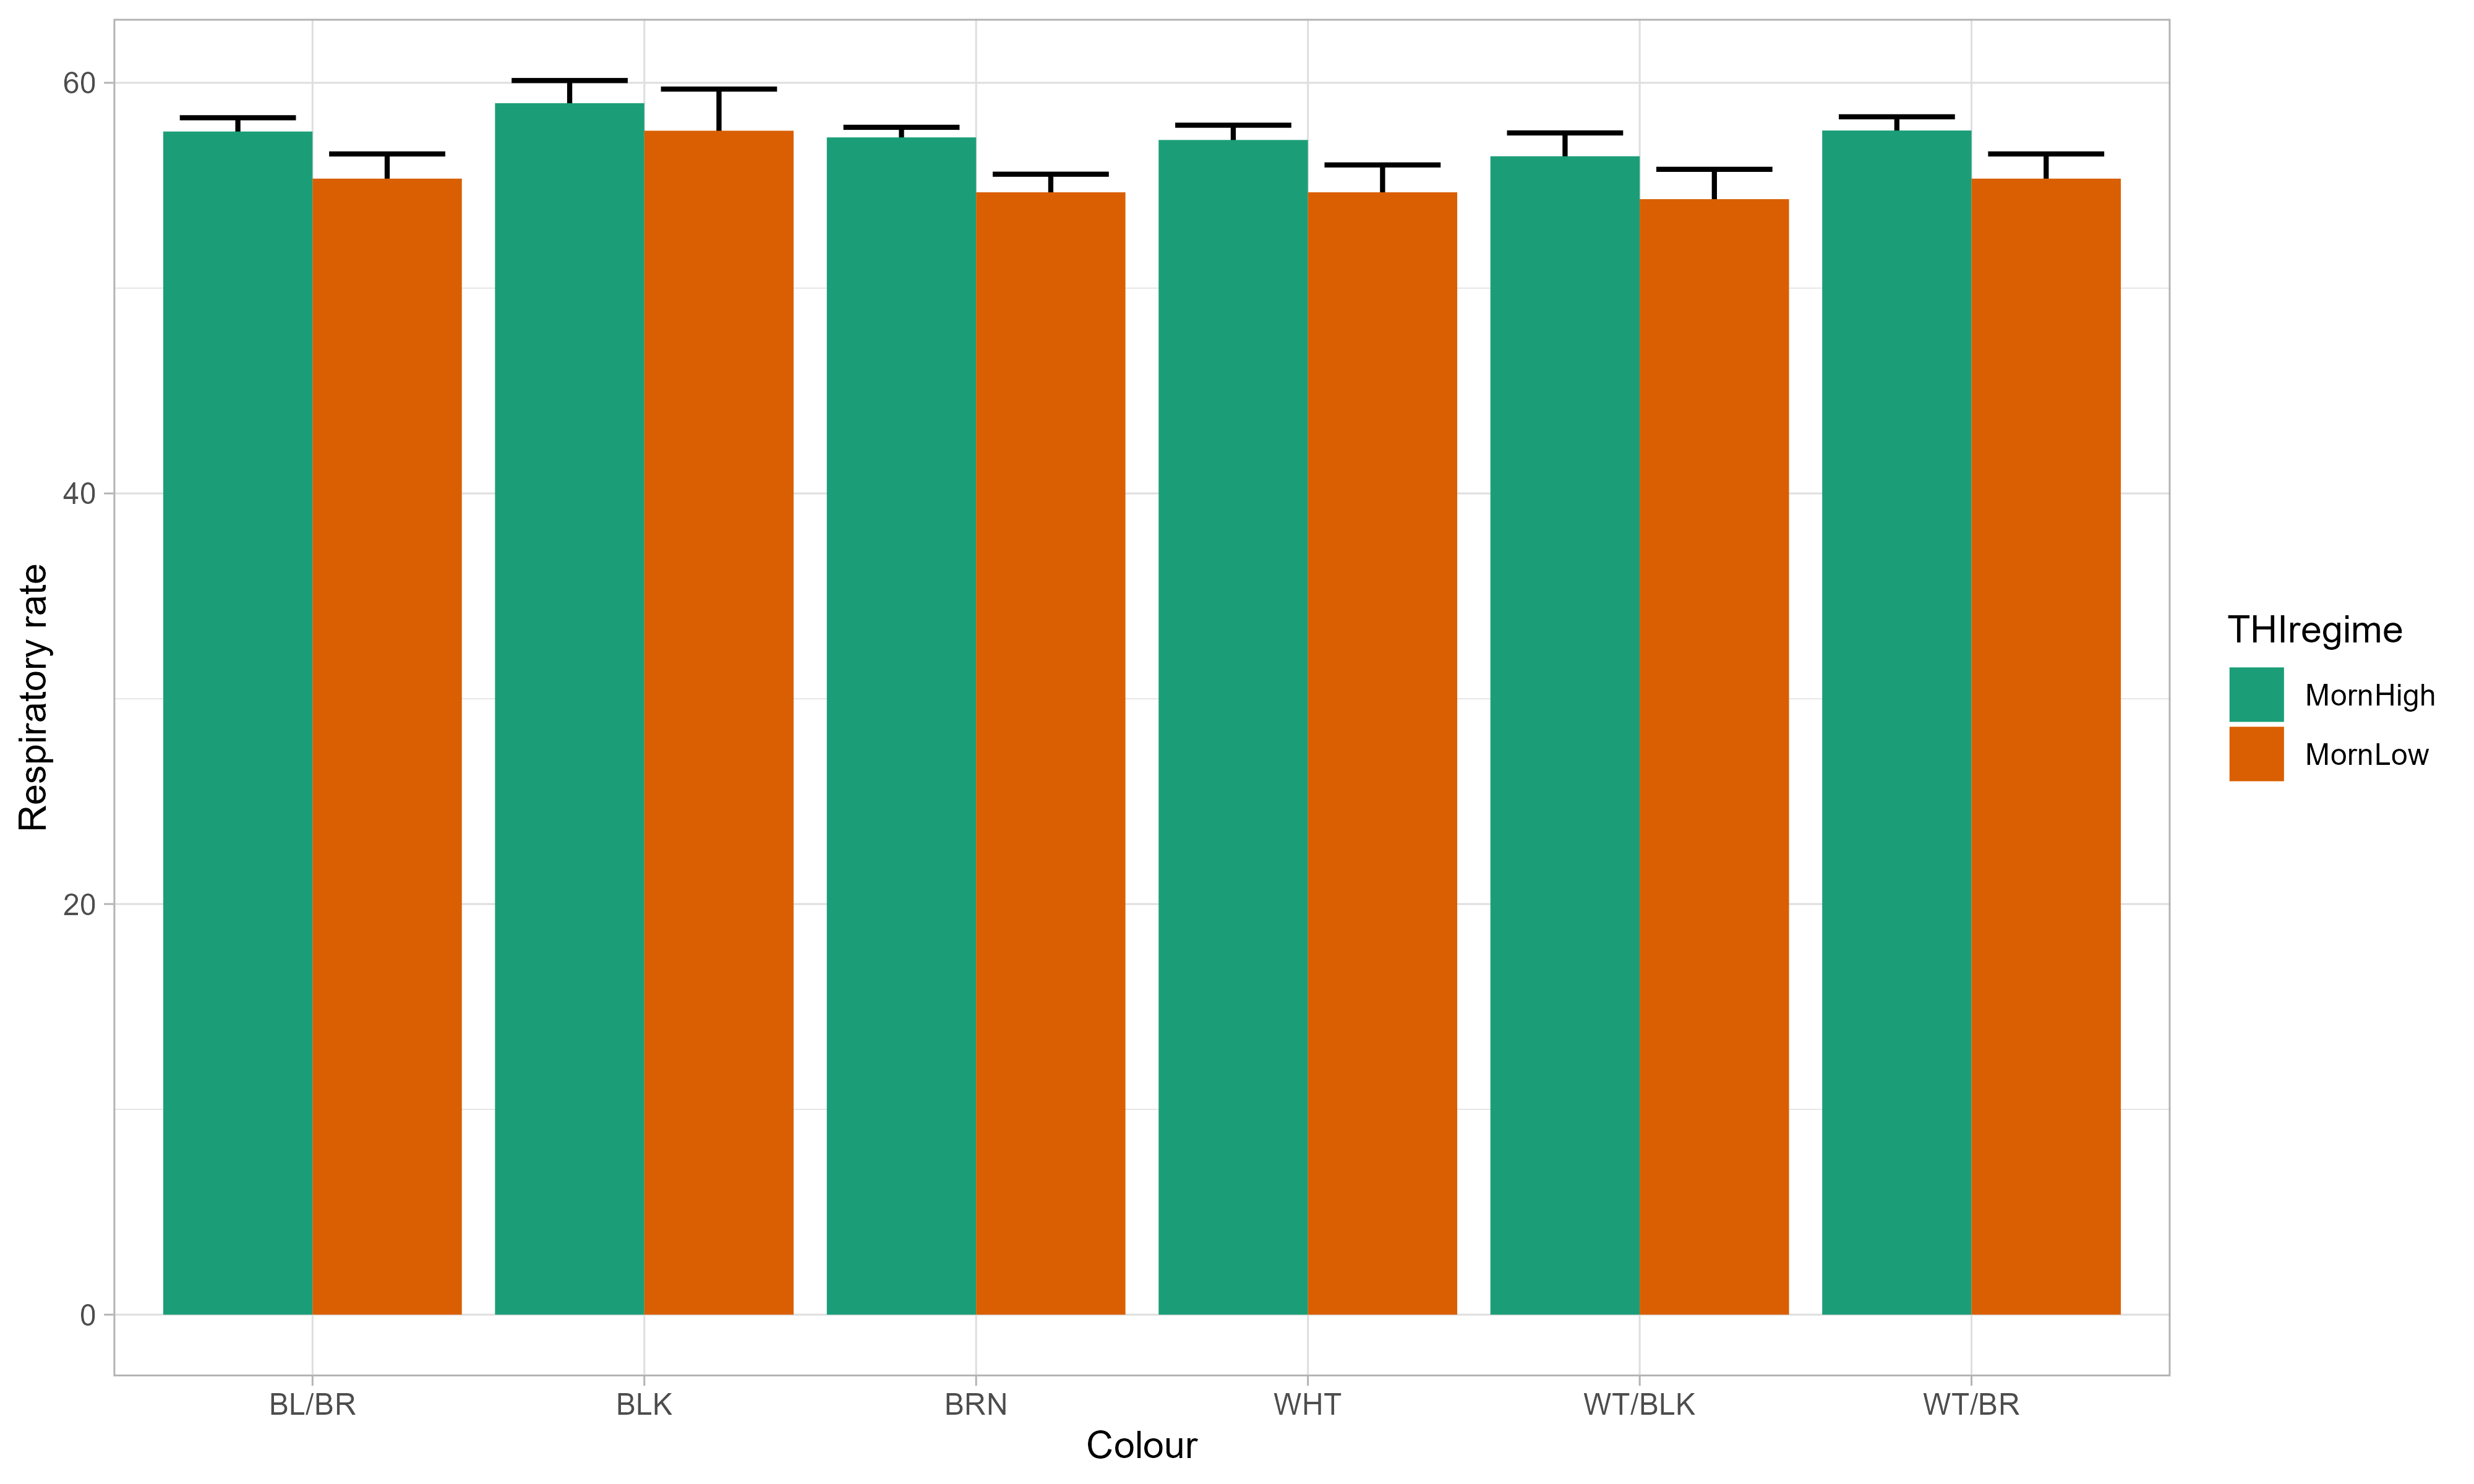 60
40
20
0
Respiratory rate
BL/BR
BLK
BRN
WHT
WT/BLK
WT/BR
Colour
THIregime
MornHigh
MornLow